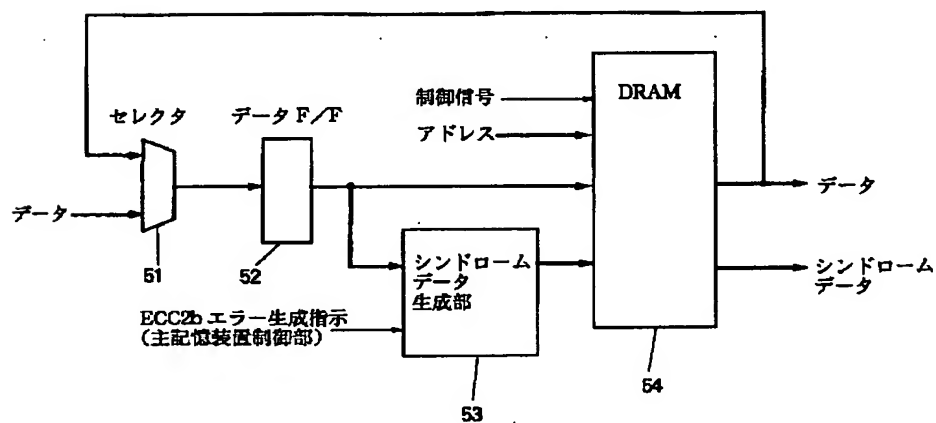 制御信号
DRAM
セレクタ
データ F/F
アドレス
データ
データ
51
52
シンドローム
データ
生成部
シンドローム
データ
ECC2b エラー生成指示
(主記憶装置制御部)
53
54